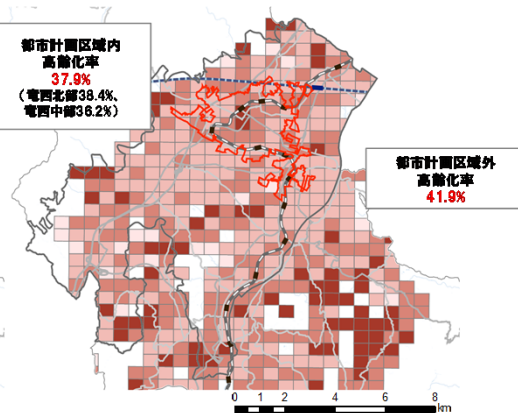 都市計画区域内
高齢化率
37.9%
（竜西北部38.4%、
竜西中部36.2%）
都市計画区域外
高齢化率
41.9%
0 1 2 4 6 8
km